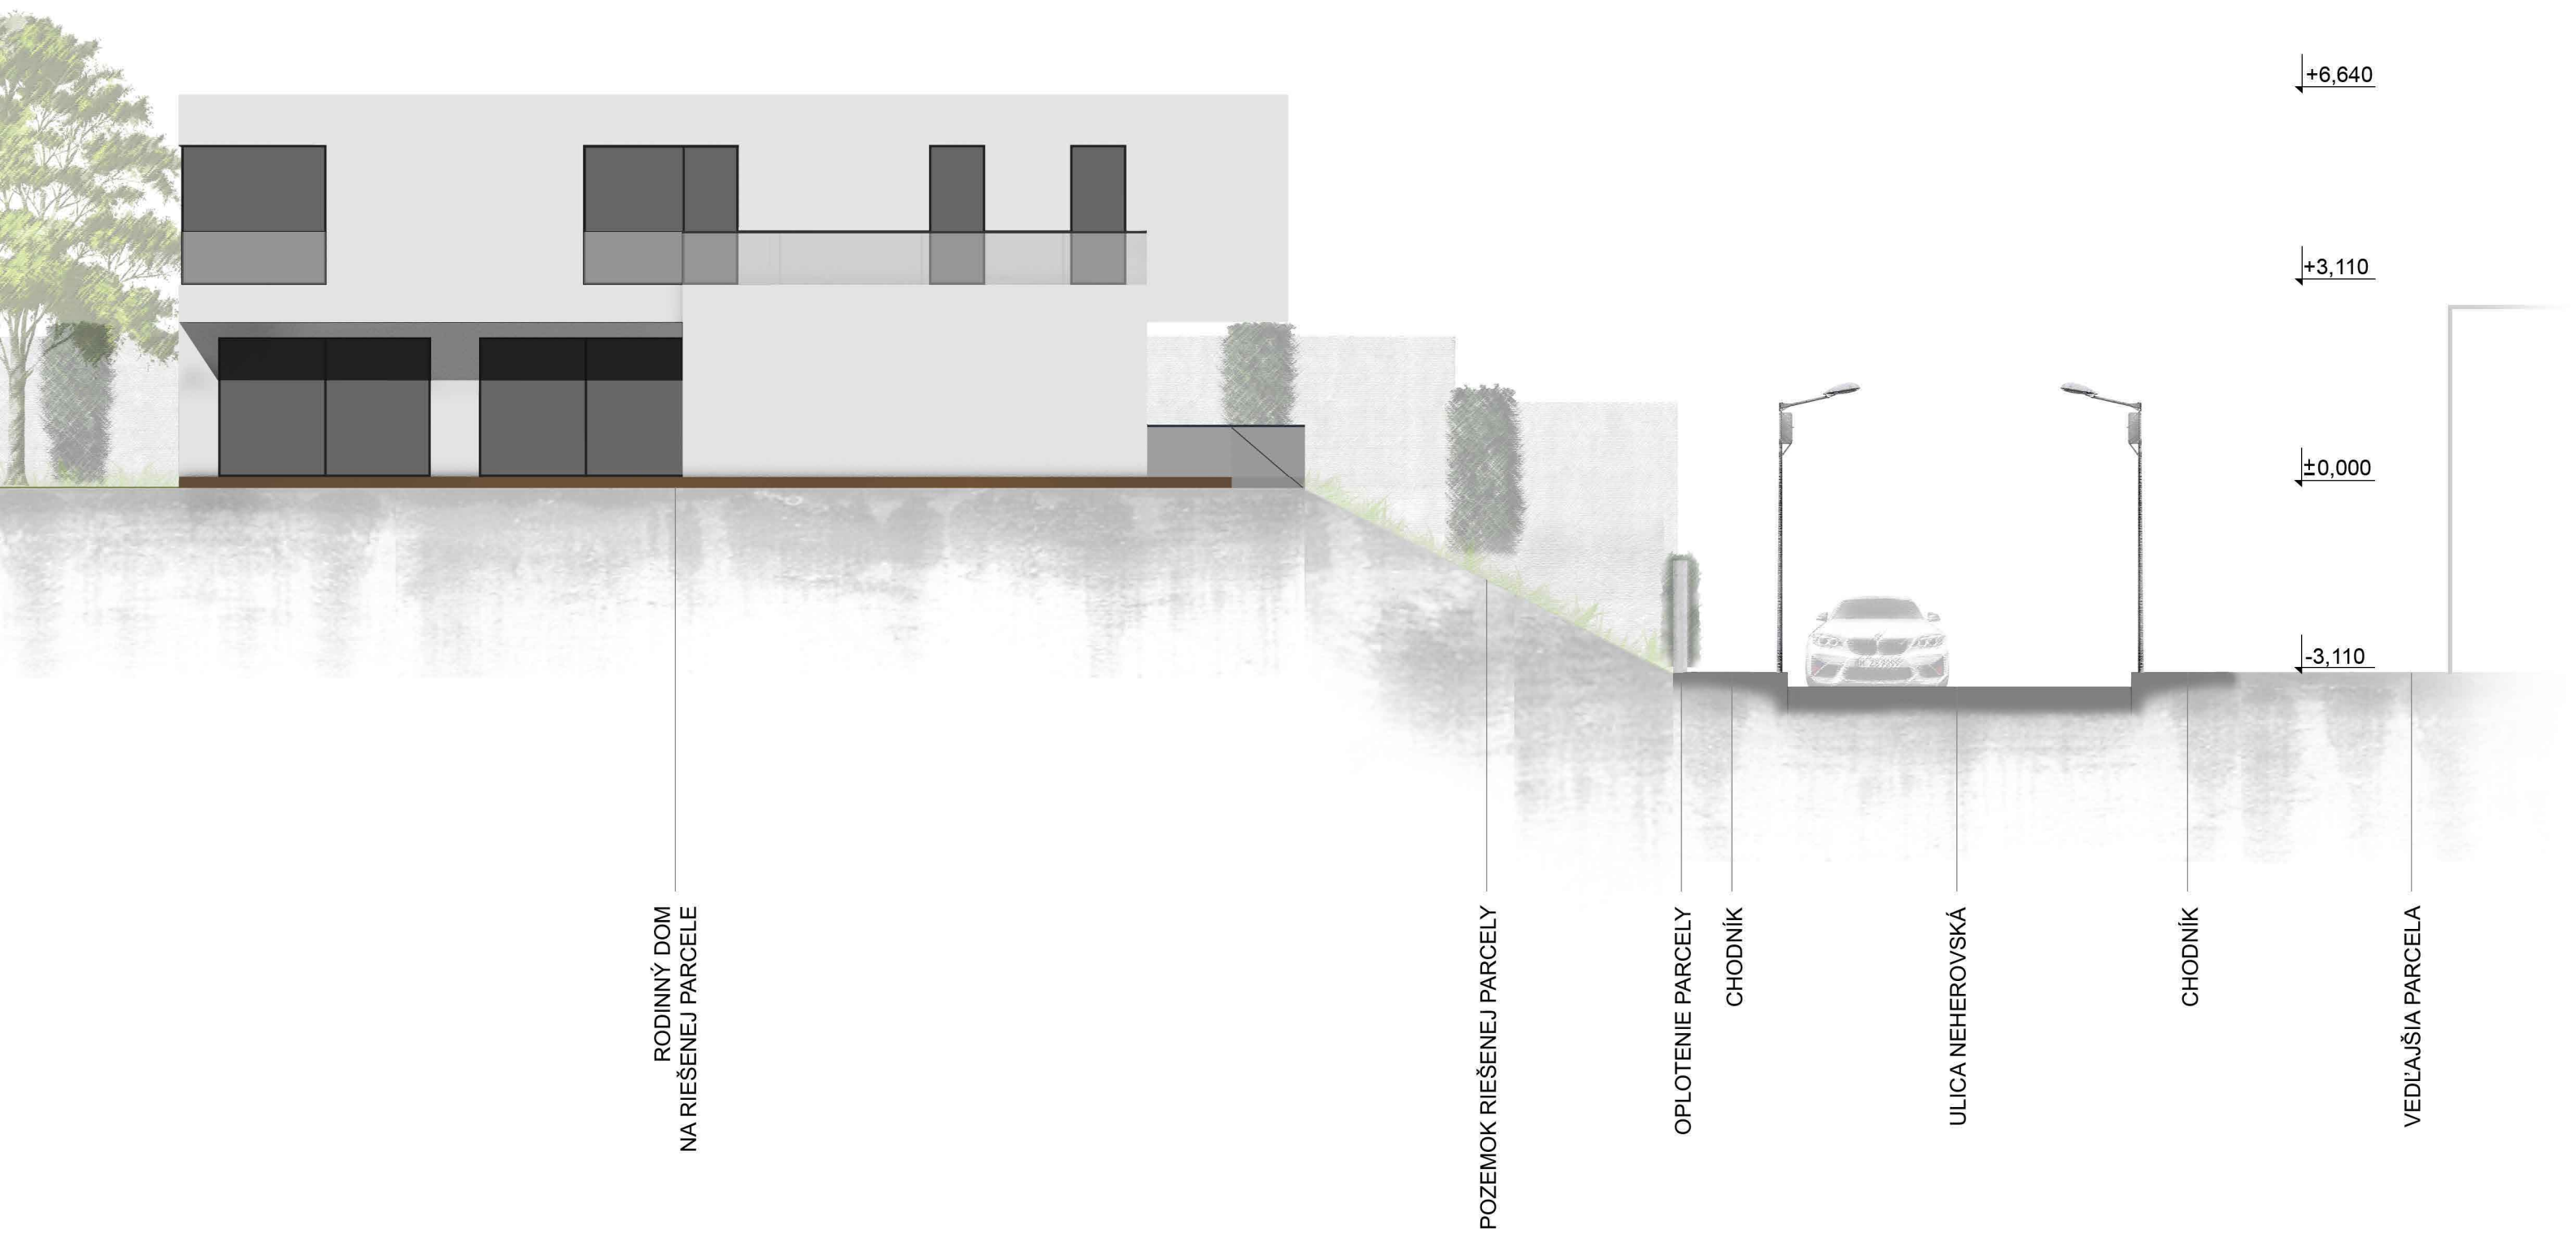 +6,640
+3,110
±0,000
-3,110
RODINNÝ DOM
NA RIEŠENEJ PARCELE
POZEMOK RIEŠENEJ PARCELY
OPLOTENIE PARCELY
CHODNÍK
ULICA NEHEROVSKÁ
CHODNÍK
VEDĽAJŠIA PARCELA